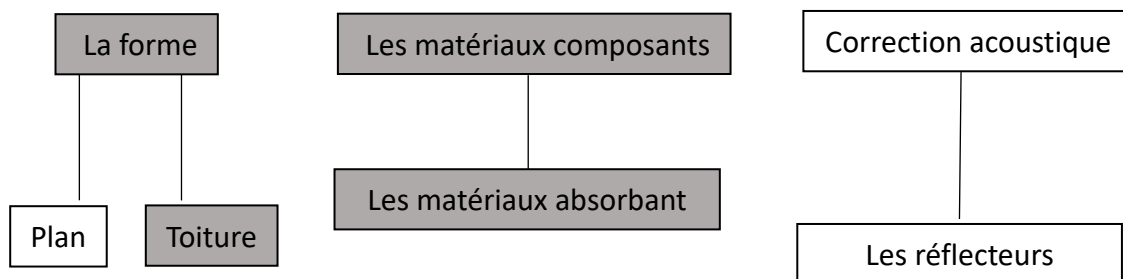 La forme
Les matériaux composants
Correction acoustique
Les matériaux absorbant
Plan
Toiture
Les réflecteurs